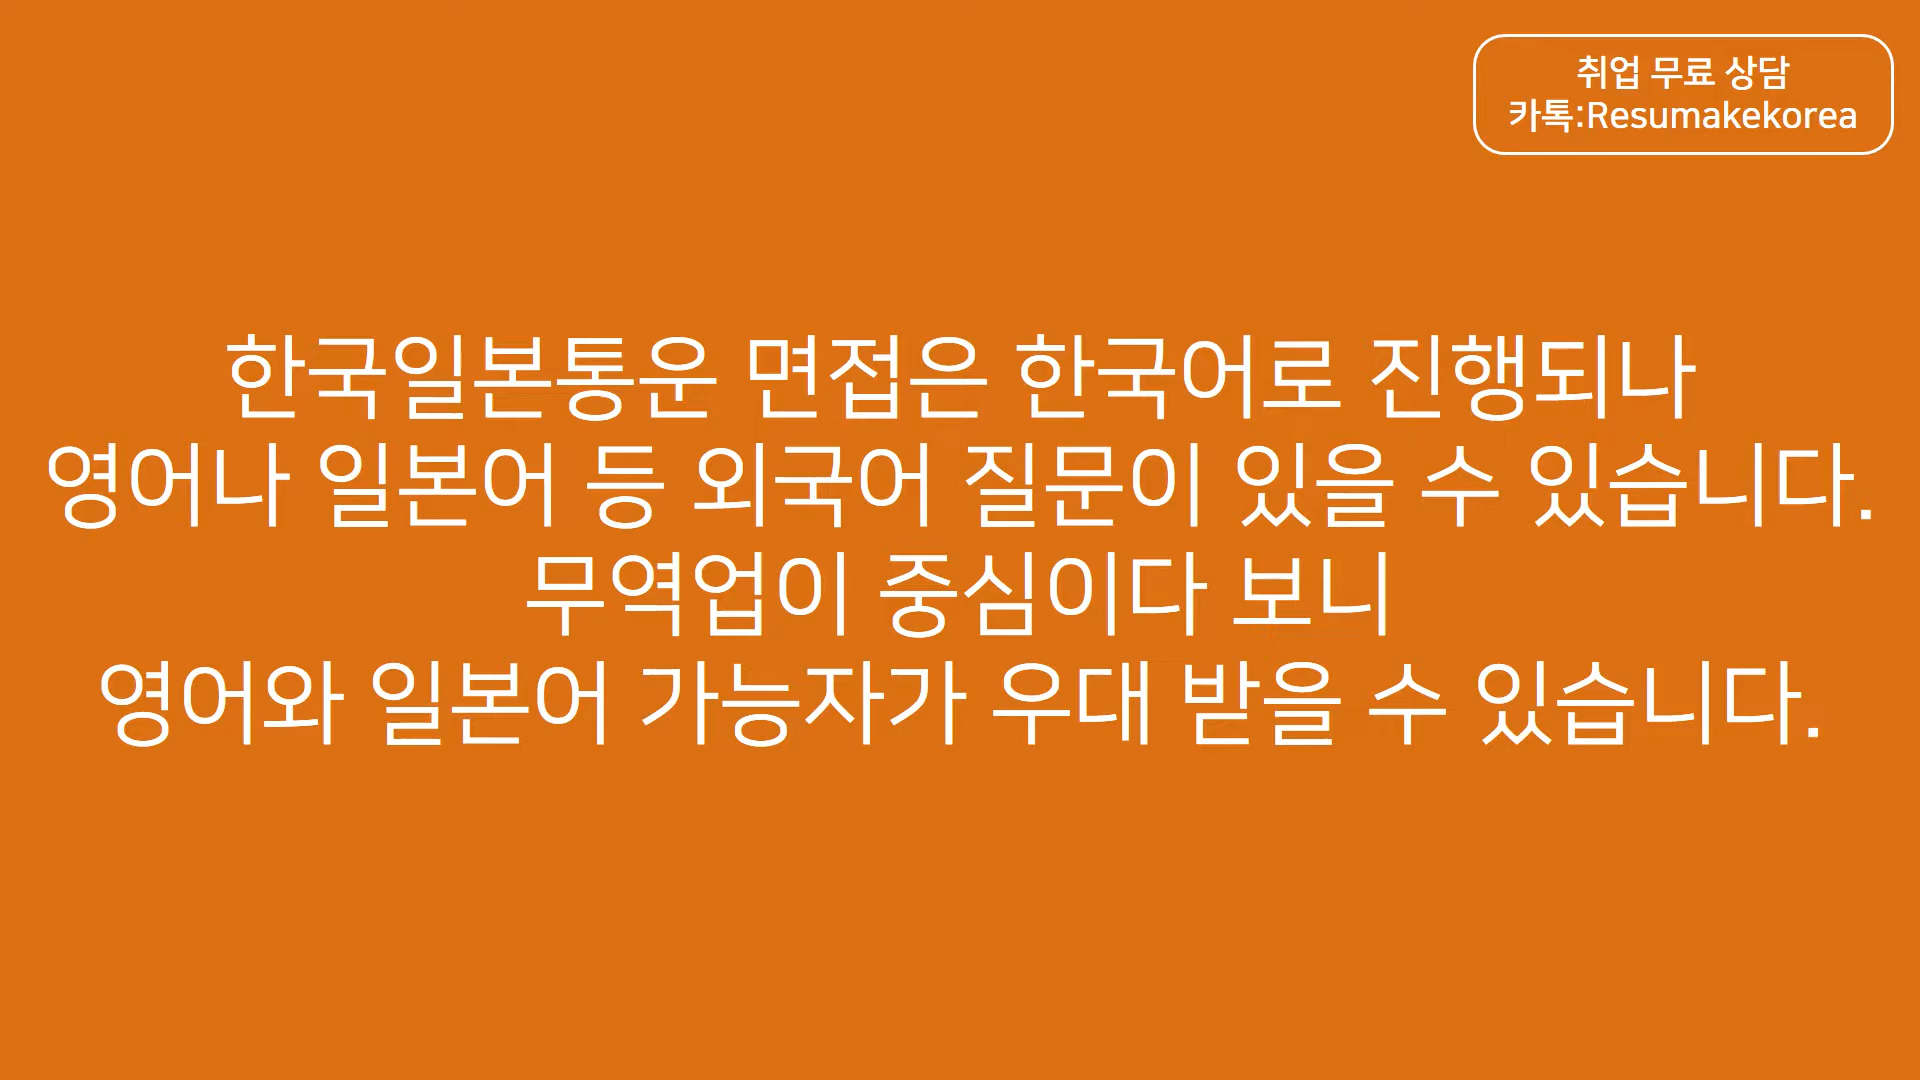 취업 무료 상담
카톡:Resumakekorea
한국일본통운 면접은 한국어로 진행되나
영어나 일본어 등 외국어 질문이 있을 수 있습니다.
무역업이 중심이다 보니
영어와 일본어 가능자가 우대 받을 수 있습니다.